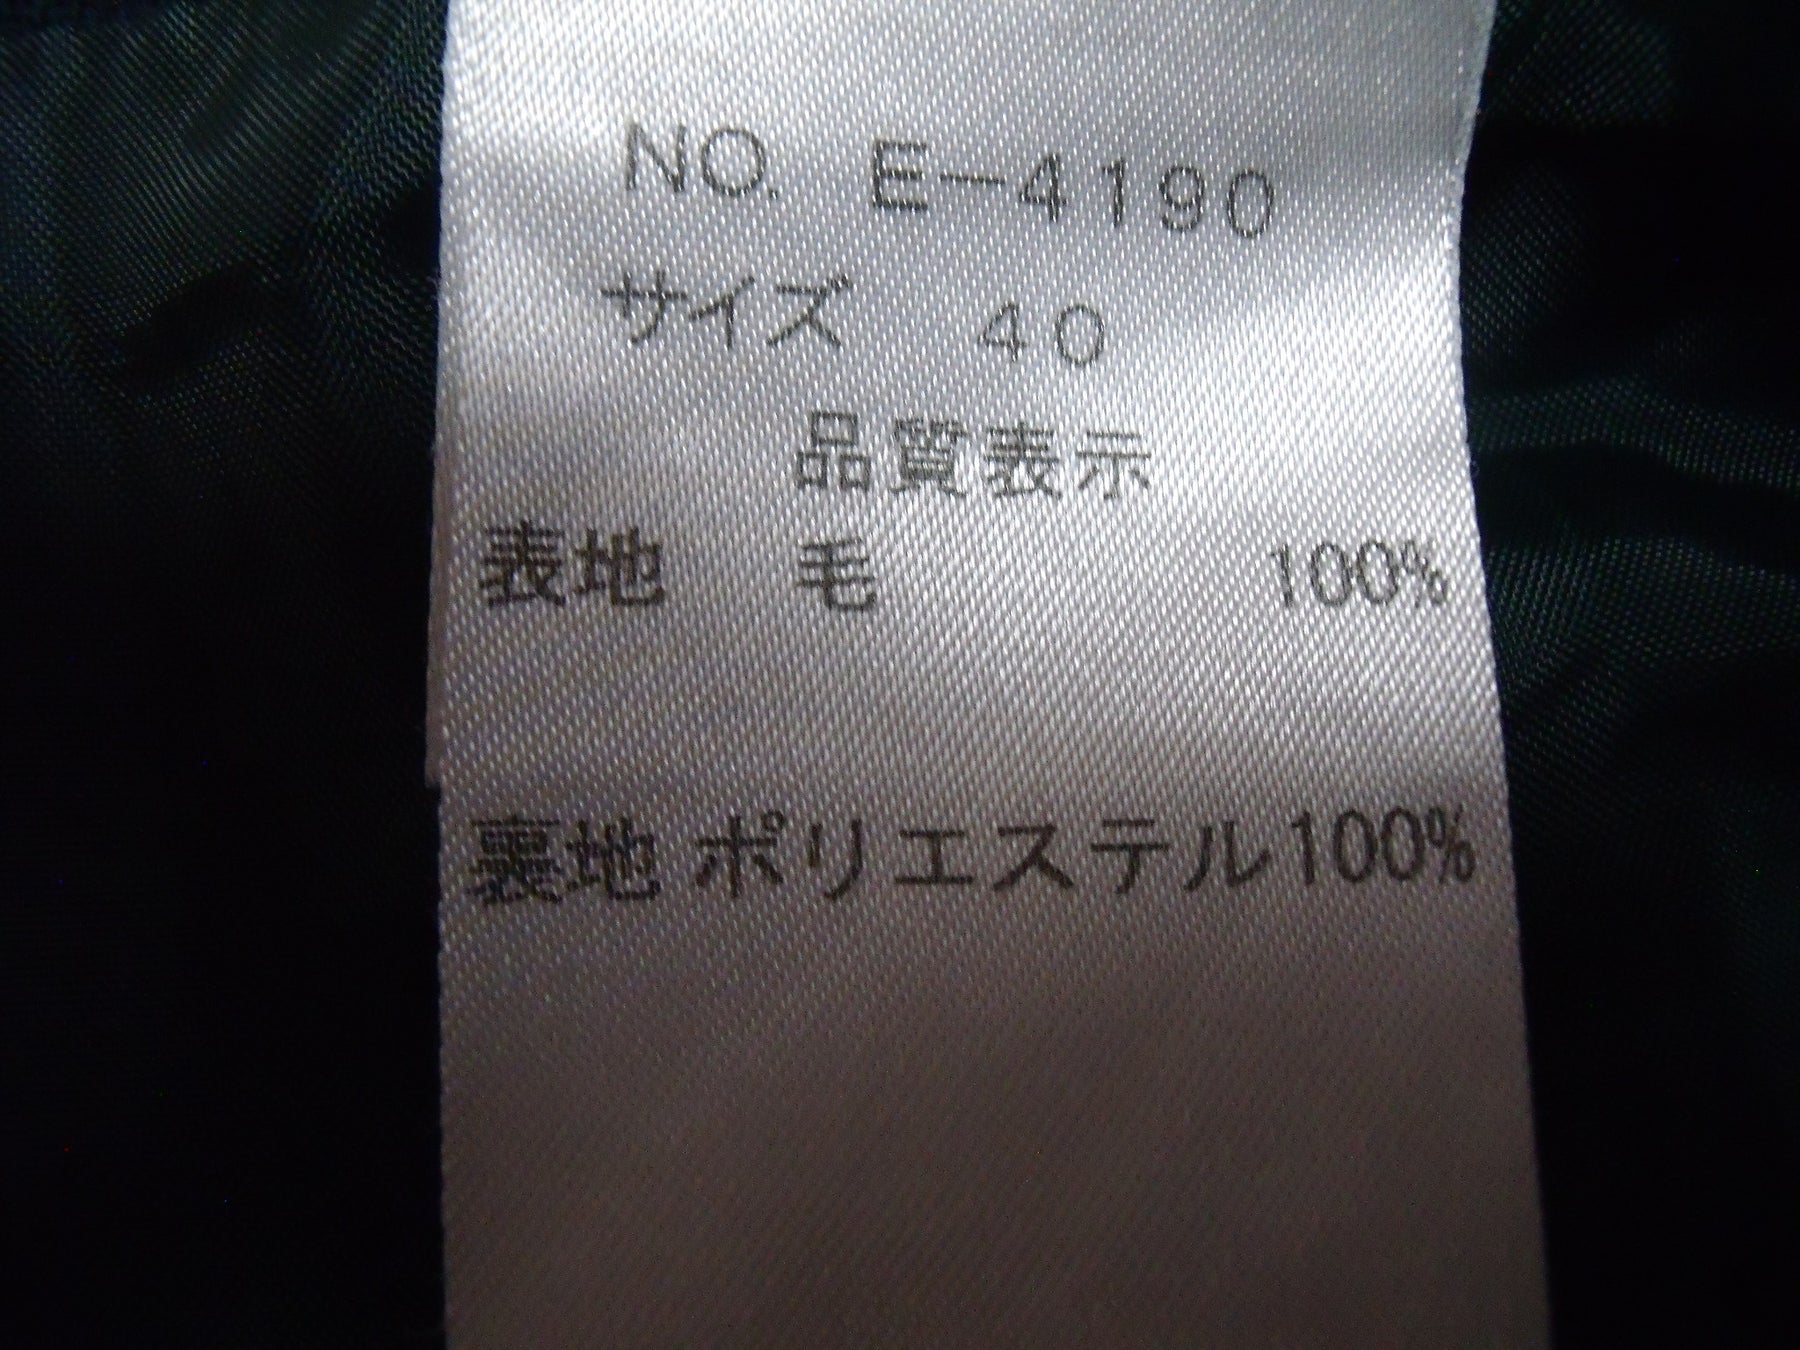 NO. E-4190
サイズ 40
品質表示
表地 毛 100%
裏地 ポリエステル100%